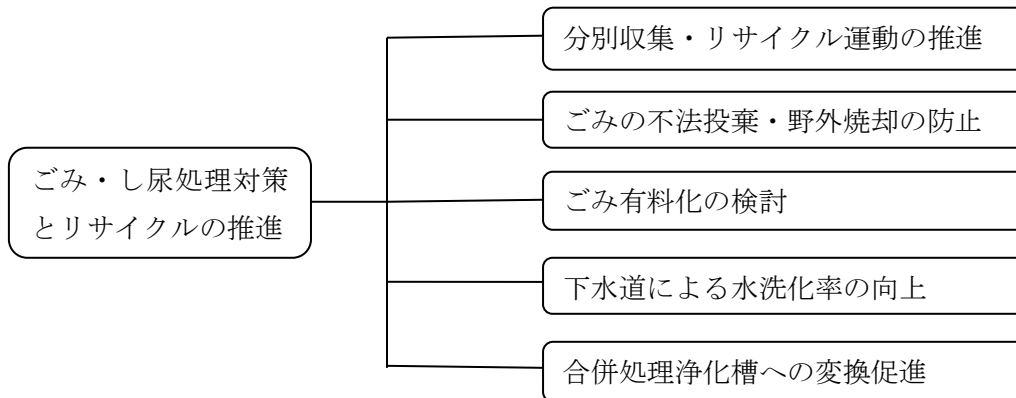 ごみ・し尿処理対策
とリサイクルの推進
分別収集・リサイクル運動の推進
ごみの不法投棄・野外焼却の防止
ごみ有料化の検討
下水道による水洗化率の向上
合併処理浄化槽への変換促進